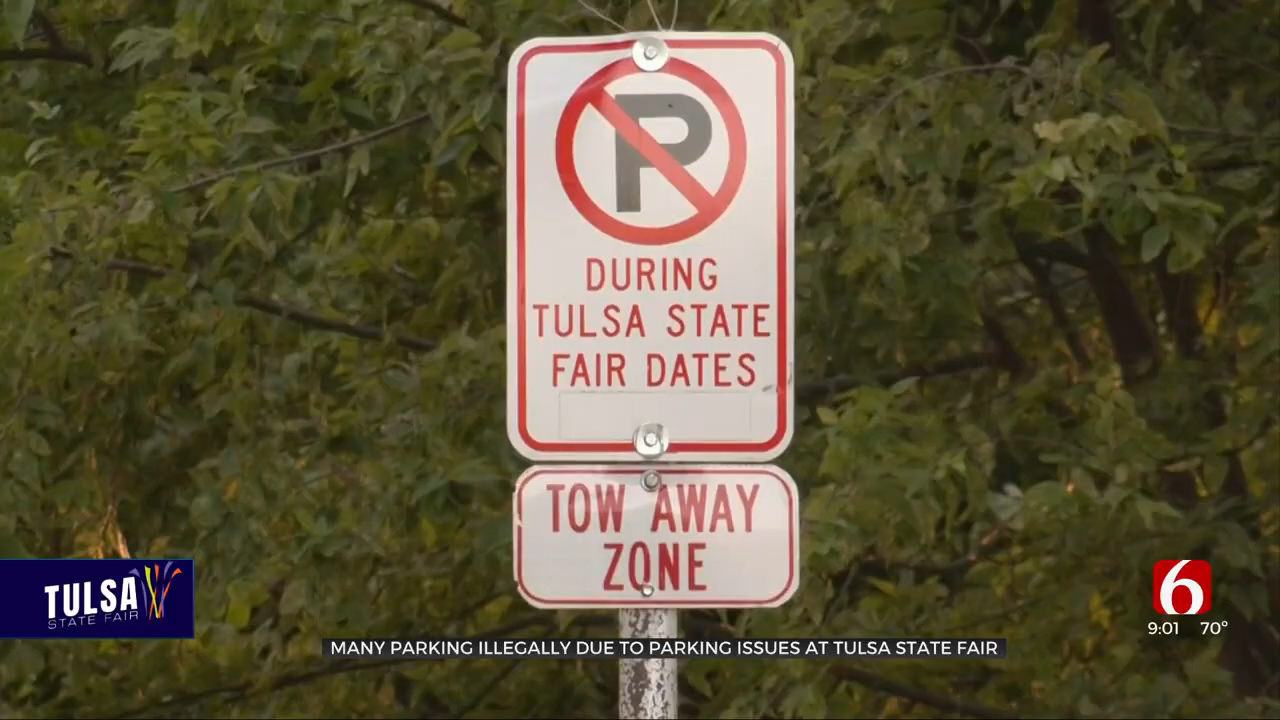 P
DURING
TULSA STATE
FAIR DATES
TOW AWAY
ZONE
TULSA
STATE FAIR
6
9:01 70°
MANY PARKING ILLEGALLY DUE TO PARKING ISSUES AT TULSA STATE FAIR